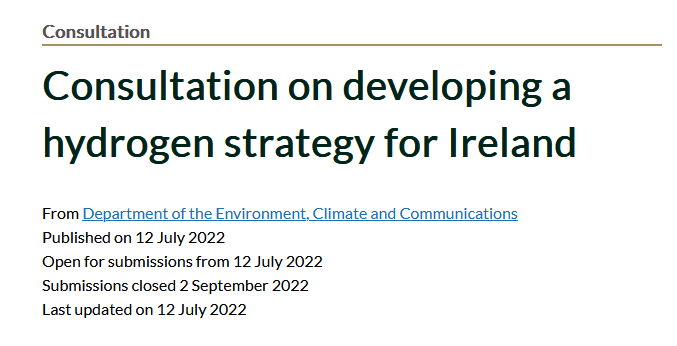 Consultation
Consultation on developing a
hydrogen strategy for Ireland
From Department of the Environment, Climate and Communications
Published on 12 July 2022
Open for submissions from 12 July 2022
Submissions closed 2 September 2022
Last updated on 12 July 2022